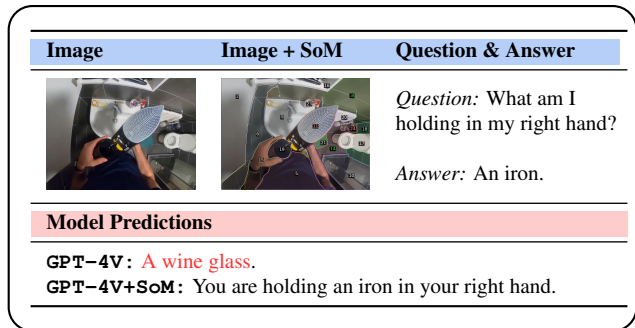 Image Image + SoM Question & Answer
Question: What am I
holding in my right hand?
Answer: An iron.
Model Predictions
GPT-4V: A wine glass.
GPT-4V+SoM: You are holding an iron in your right hand.